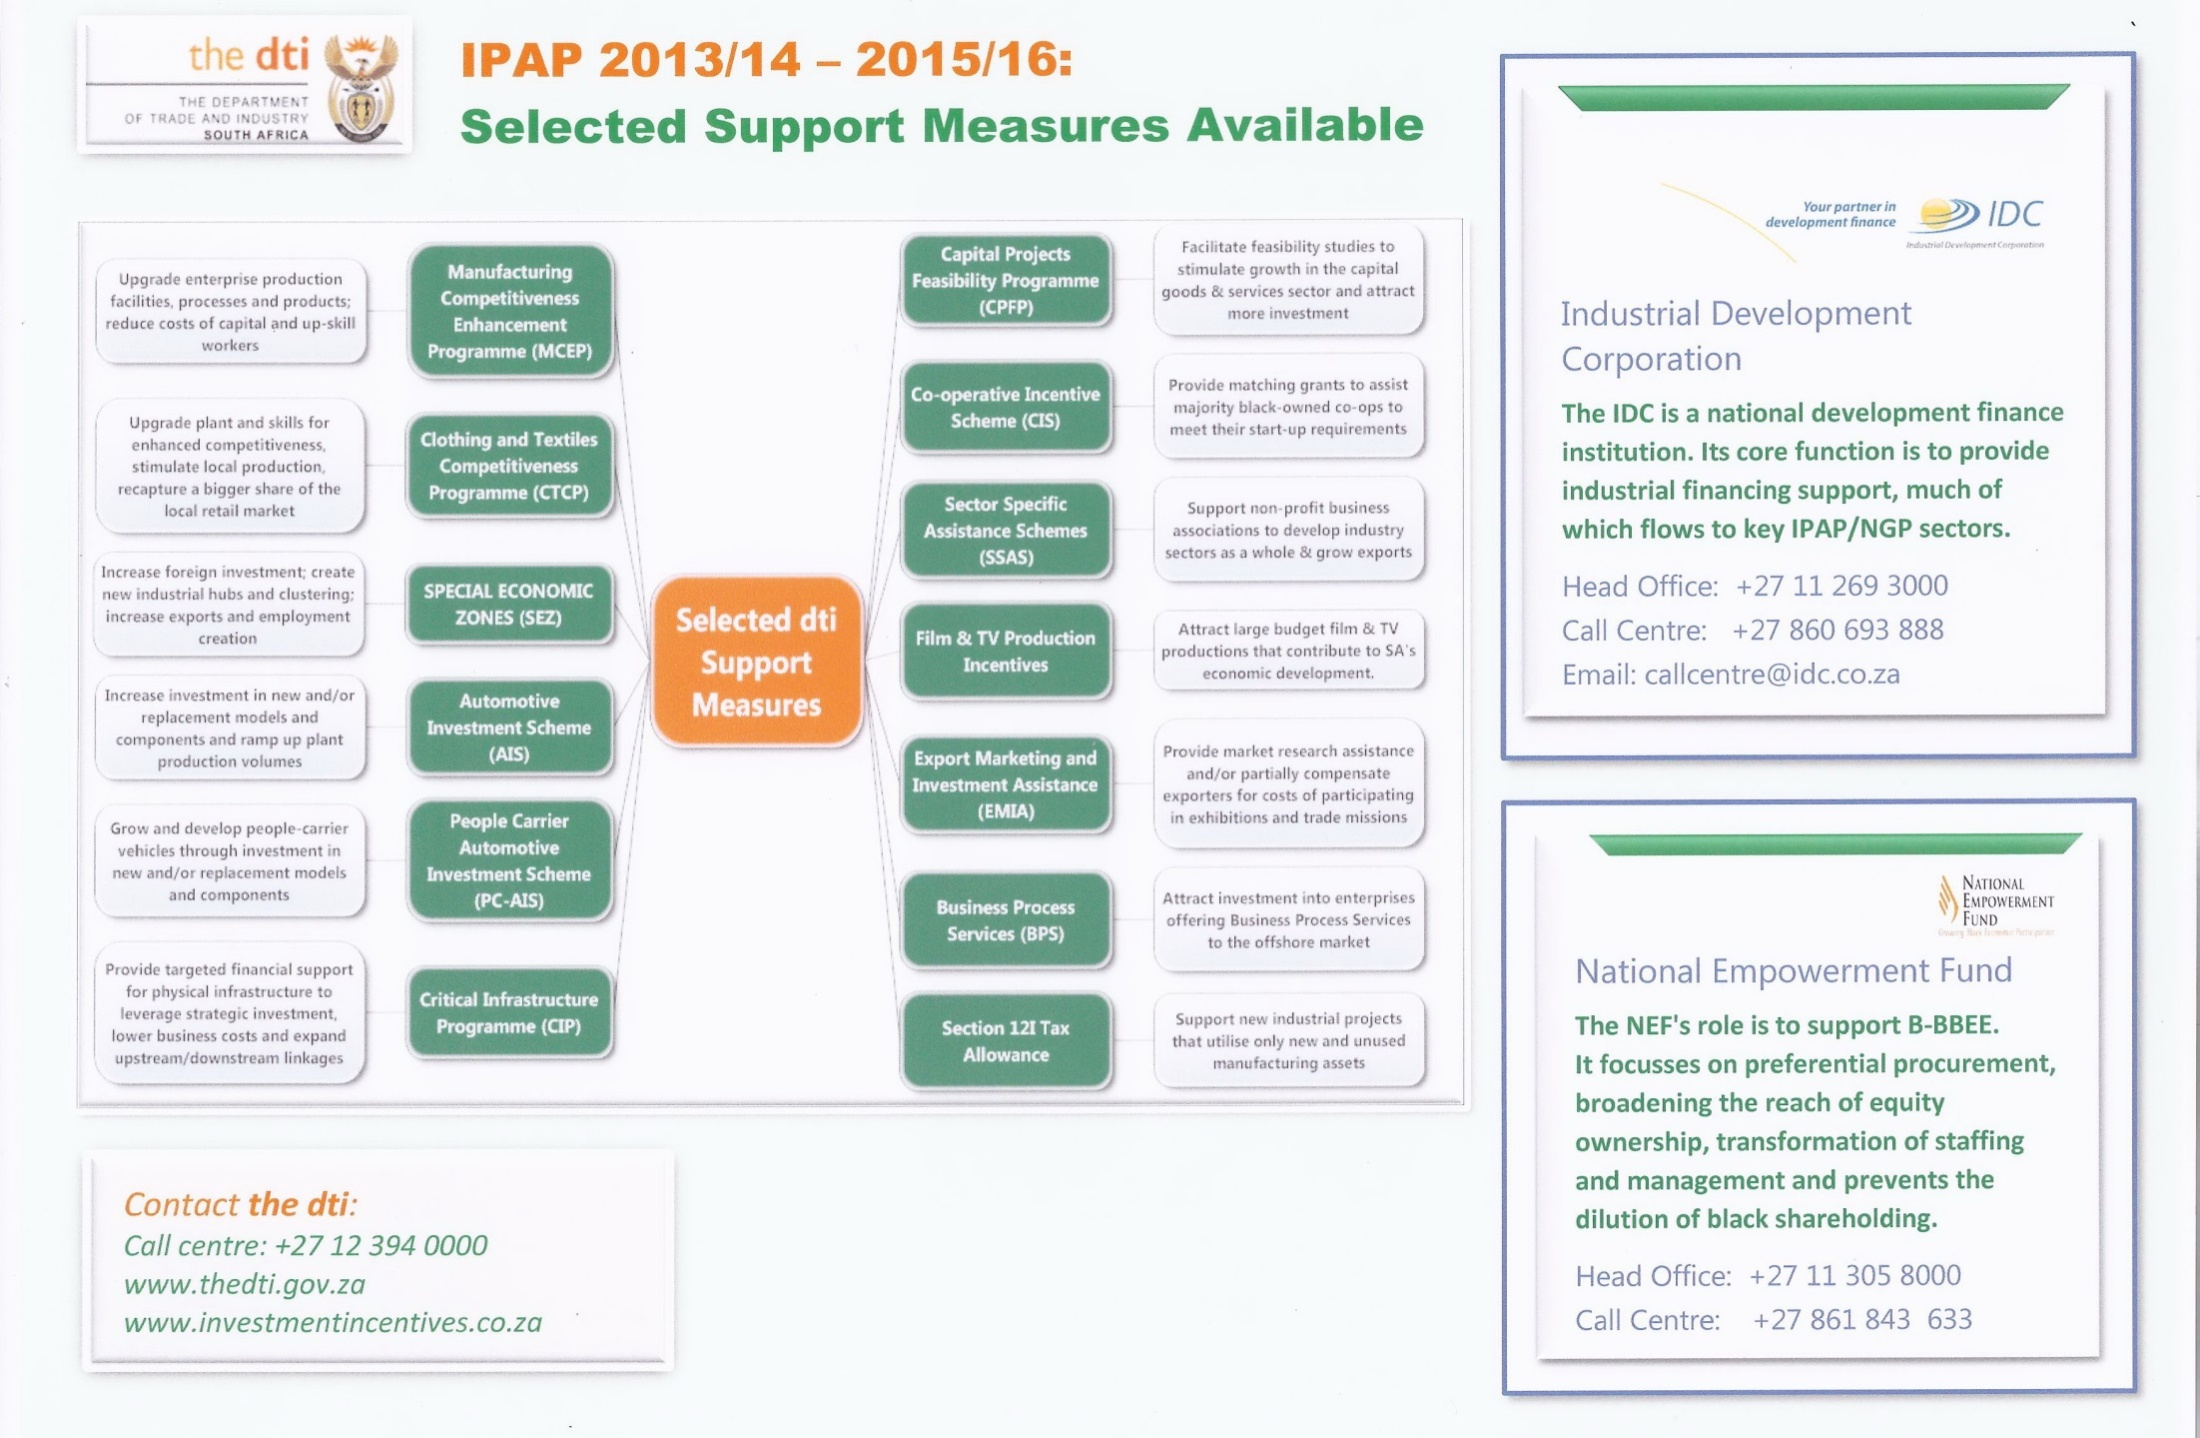 the dti
THE DEPARTMENT
OF TRADE AND INDUSTRY
SOUTH AFRICA
IPAP 2013/14 – 2015/16:
Selected Support Measures Available
Upgrade enterprise production
facilities, processes and products;
reduce costs of capital and up-skill
workers
Manufacturing
Competitiveness
Enhancement
Programme (MCEP)
Upgrade plant and skills for
enhanced competitiveness,
stimulate local production,
recapture a bigger share of the
local retail market
Clothing and Textiles
Competitiveness
Programme (CTCP)
Increase foreign investment; create
new industrial hubs and clustering;
increase exports and employment
creation
SPECIAL ECONOMIC
ZONES (SEZ)
Increase investment in new and/or
replacement models and
components and ramp up plant
production volumes
Automotive
Investment Scheme
(AIS)
Grow and develop people-carrier
vehicles through investment in
new and/or replacement models
and components
People Carrier
Automotive
Investment Scheme
(PC-AIS)
Provide targeted financial support
for physical infrastructure to
leverage strategic investment,
lower business costs and expand
upstream/downstream linkages
Critical Infrastructure
Programme (CIP)
Selected dti
Support
Measures
Capital Projects
Feasibility Programme
(CPFP)
Facilitate feasibility studies to
stimulate growth in the capital
goods & services sector and attract
more investment
Co-operative Incentive
Scheme (CIS)
Provide matching grants to assist
majority black-owned co-ops to
meet their start-up requirements
Sector Specific
Assistance Schemes
(SSAS)
Support non-profit business
associations to develop industry
sectors as a whole & grow exports
Film & TV Production
Incentives
Attract large budget film & TV
productions that contribute to SA's
economic development.
Export Marketing and
Investment Assistance
(EMIA)
Provide market research assistance
and/or partially compensate
exporters for costs of participating
in exhibitions and trade missions
Business Process
Services (BPS)
Attract investment into enterprises
offering Business Process Services
to the offshore market
Section 12I Tax
Allowance
Support new industrial projects
that utilise only new and unused
manufacturing assets
Contact the dti:
Call centre: +27 12 394 0000
www.thedti.gov.za
www.investmentincentives.co.za
Your partner in
development finance
IDC
Industrial Development Corporation
Industrial Development
Corporation
The IDC is a national development finance
institution. Its core function is to provide
industrial financing support, much of
which flows to key IPAP/NGP sectors.
Head Office: +27 11 269 3000
Call Centre: +27 860 693 888
Email: callcentre@idc.co.za
NATIONAL
EMPOWERMENT
FUND
Growing Black Economic Participation
National Empowerment Fund
The NEF's role is to support B-BBEE.
It focusses on preferential procurement,
broadening the reach of equity
ownership, transformation of staffing
and management and prevents the
dilution of black shareholding.
Head Office: +27 11 305 8000
Call Centre: +27 861 843 633